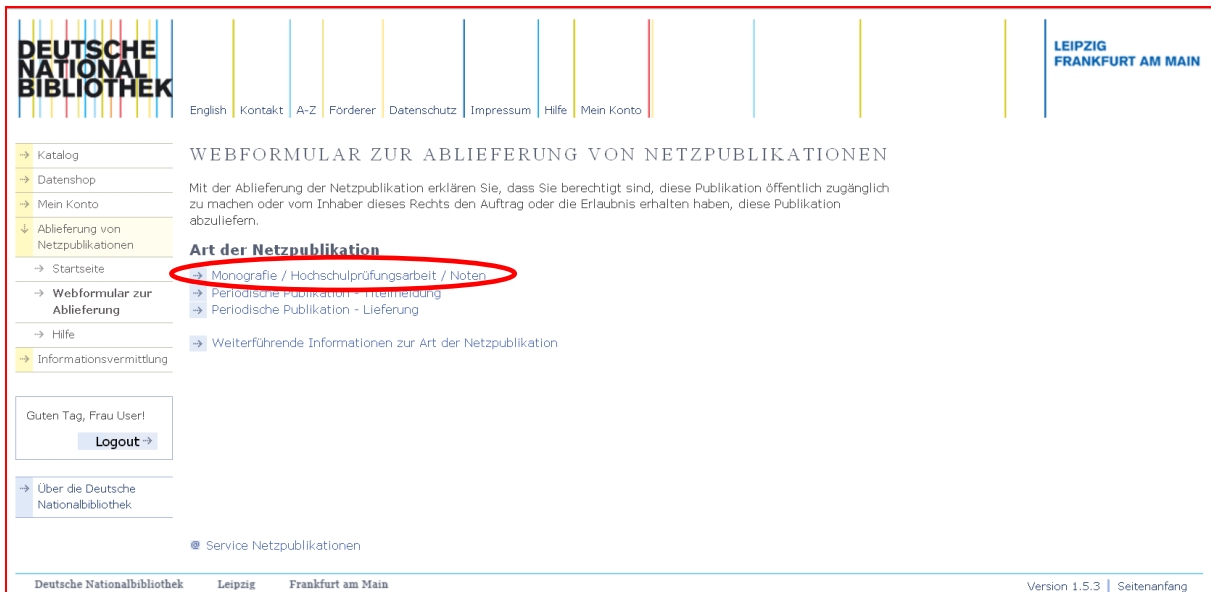 DEUTSCHE
NATIONAL
BIBLIOTHEK
LEIPZIG
FRANKFURT AM MAIN
English Kontakt A-Z Förderer Datenschutz Impressum Hilfe Mein Konto
Katalog
Datenshop
Mein Konto
Ablieferung von
Netzpublikationen
Startseite
Webformular zur
Ablieferung
Hilfe
Informationsvermittlung
Guten Tag, Frau User!
Logout
Über die Deutsche
Nationalbibliothek
WEBFORMULAR ZUR ABLIEFERUNG VON NETZPUBLIKATIONEN
Mit der Ablieferung der Netzpublikation erklären Sie, dass Sie berechtigt sind, diese Publikation öffentlich zugänglich
zu machen oder vom Inhaber dieses Rechts den Auftrag oder die Erlaubnis erhalten haben, diese Publikation
abzuliefern.
Art der Netzpublikation
Monografie / Hochschulprüfungsarbeit / Noten
Periodische Publikation - Titelmeldung
Periodische Publikation - Lieferung
Weiterführende Informationen zur Art der Netzpublikation
@ Service Netzpublikationen
Deutsche Nationalbibliothek Leipzig Frankfurt am Main
Version 1.5.3 | Seitenanfang